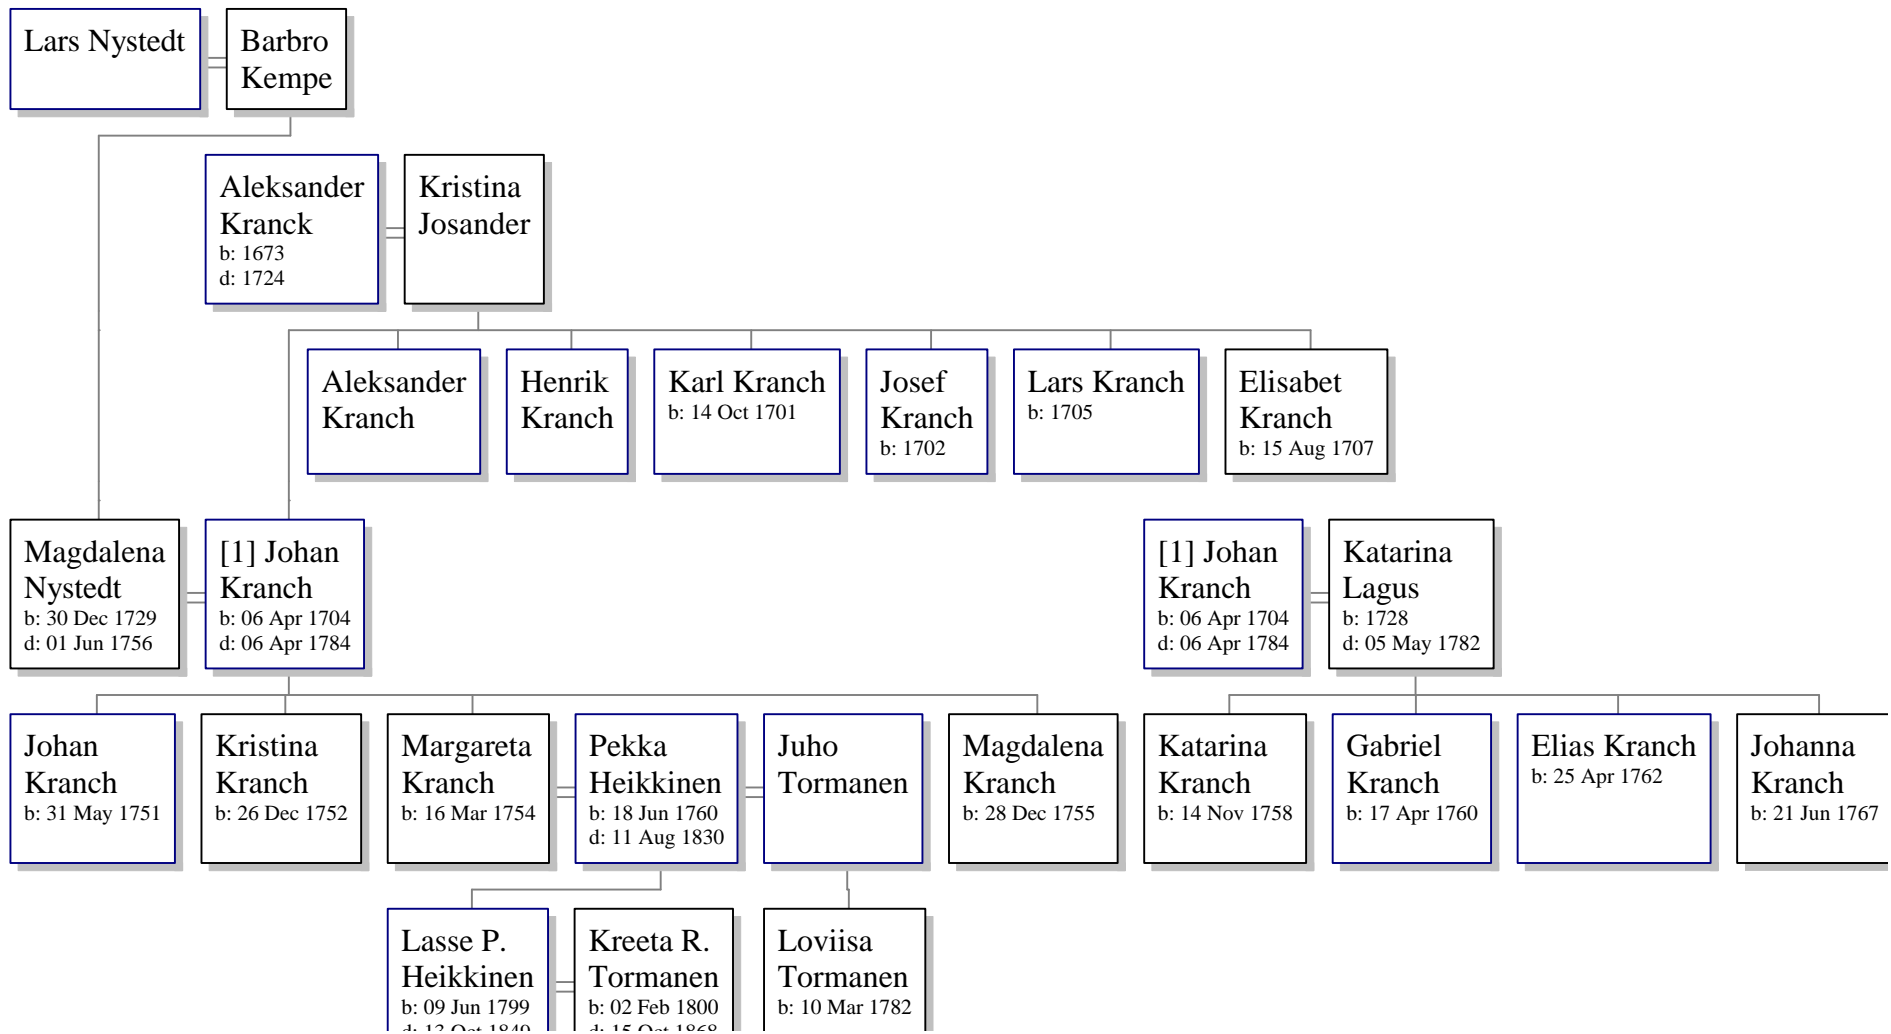 Lars Nystedt
Barbro
Kempe
Aleksander
Kranck
b: 1673
d: 1724
Kristina
Josander
Aleksander
Kranch
Henrik
Kranch
Karl Kranch
b: 14 Oct 1701
Josef
Kranch
b: 1702
Lars Kranch
b: 1705
Elisabet
Kranch
b: 15 Aug 1707
Magdalena
Nystedt
b: 30 Dec 1729
d: 01 Jun 1756
[1] Johan
Kranch
b: 06 Apr 1704
d: 06 Apr 1784
[1] Johan
Kranch
b: 06 Apr 1704
d: 06 Apr 1784
Katarina
Lagus
b: 1728
d: 05 May 1782
Johan
Kranch
b: 31 May 1751
Kristina
Kranch
b: 26 Dec 1752
Margareta
Kranch
b: 16 Mar 1754
Pekka
Heikkinen
b: 18 Jun 1760
d: 11 Aug 1830
Juho
Tormanen
Magdalena
Kranch
b: 28 Dec 1755
Katarina
Kranch
b: 14 Nov 1758
Gabriel
Kranch
b: 17 Apr 1760
Elias Kranch
b: 25 Apr 1762
Johanna
Kranch
b: 21 Jun 1767
Lasse P.
Heikkinen
b: 09 Jun 1799
d: 13 Oct 1849
Kreeta R.
Tormanen
b: 02 Feb 1800
d: 15 Oct 1868
Loviisa
Tormanen
b: 10 Mar 1782